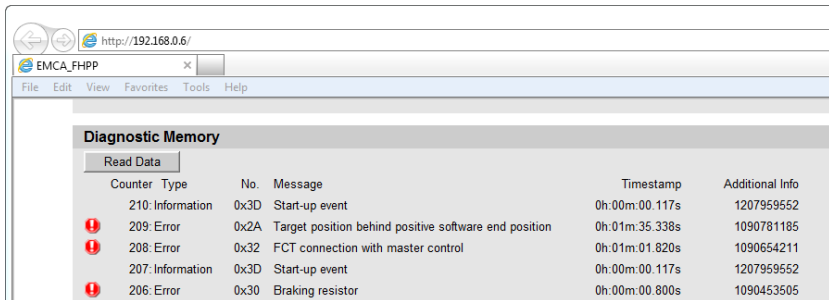 http://192.168.0.6/
EMCA_FHPP
File Edit View Favorites Tools Help
Diagnostic Memory
Read Data
Counter Type No. Message Timestamp Additional Info
210: Information 0x3D Start-up event 0h:00m:00.117s 1207959552
209: Error 0x2A Target position behind positive software end position 0h:01m:35.338s 1090781185
208: Error 0x32 FCT connection with master control 0h:01m:01.820s 1090654211
207: Information 0x3D Start-up event 0h:00m:00.117s 1207959552
206: Error 0x30 Braking resistor 0h:00m:00.800s 1090453505